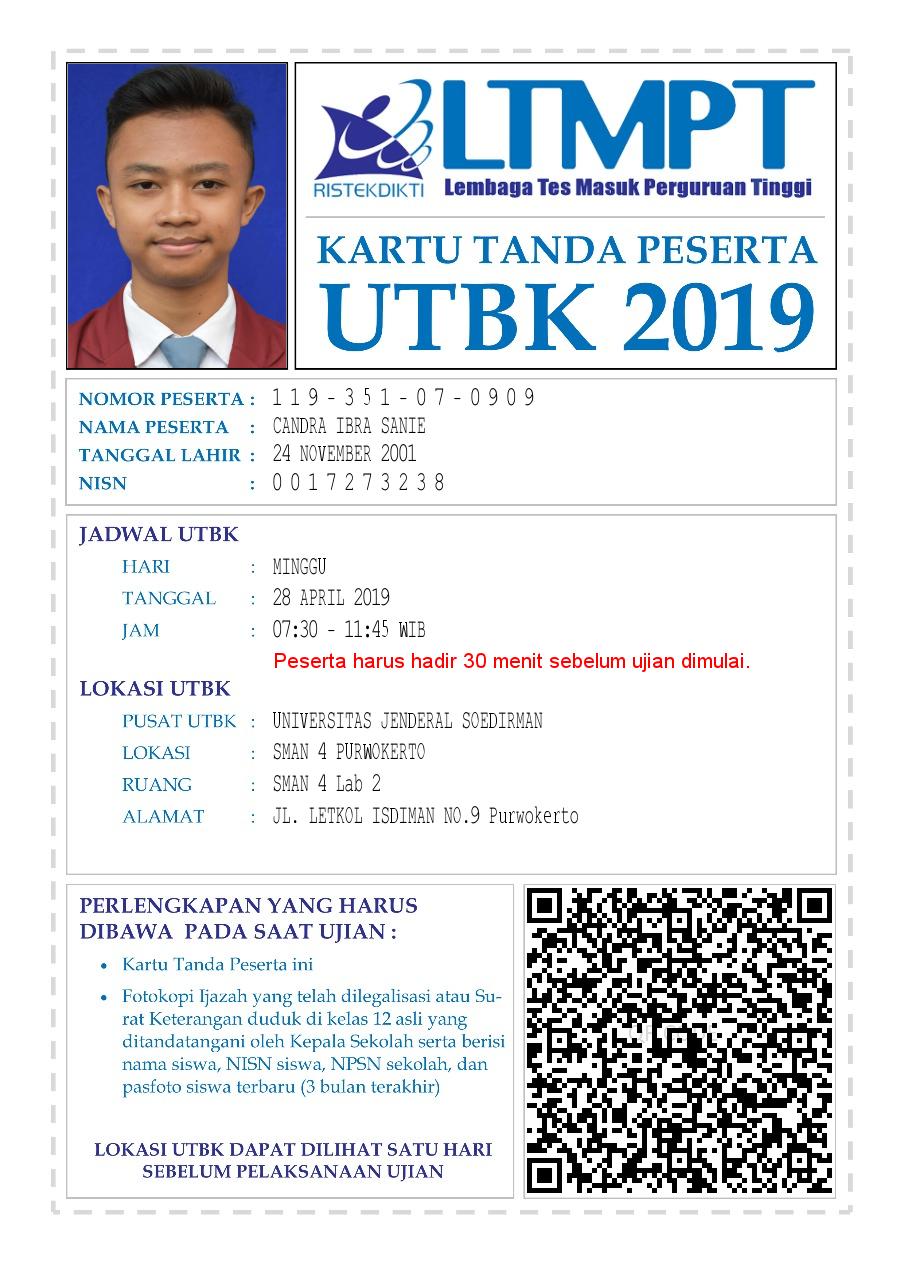 LTMPT
RISTEKDIKTI
Lembaga Tes Masuk Perguruan Tinggi
KARTU TANDA PESERTA
UTBK 2019
NOMOR PESERTA : 119-351-07-0909
NAMA PESERTA : CANDRA IBRA SANIE
TANGGAL LAHIR : 24 NOVEMBER 2001
NISN : 0017273238
JADWAL UTBK
HARI : MINGGU
TANGGAL : 28 APRIL 2019
JAM : 07:30 - 11:45 WIB
Peserta harus hadir 30 menit sebelum ujian dimulai.
LOKASI UTBK
PUSAT UTBK : UNIVERSITAS JENDERAL SOEDIRMAN
LOKASI : SMAN 4 PURWOKERTO
RUANG : SMAN 4 Lab 2
ALAMAT : JL. LETKOL ISDIMAN NO.9 Purwokerto
PERLENGKAPAN YANG HARUS
DIBAWA PADA SAAT UJIAN :
• Kartu Tanda Peserta ini
• Fotokopi Ijazah yang telah dilegalisasi atau Su-
rat Keterangan duduk di kelas 12 asli yang
ditandatangani oleh Kepala Sekolah serta berisi
nama siswa, NISN siswa, NPSN sekolah, dan
pasfoto siswa terbaru (3 bulan terakhir)
LOKASI UTBK DAPAT DILIHAT SATU HARI
SEBELUM PELAKSANAAN UJIAN